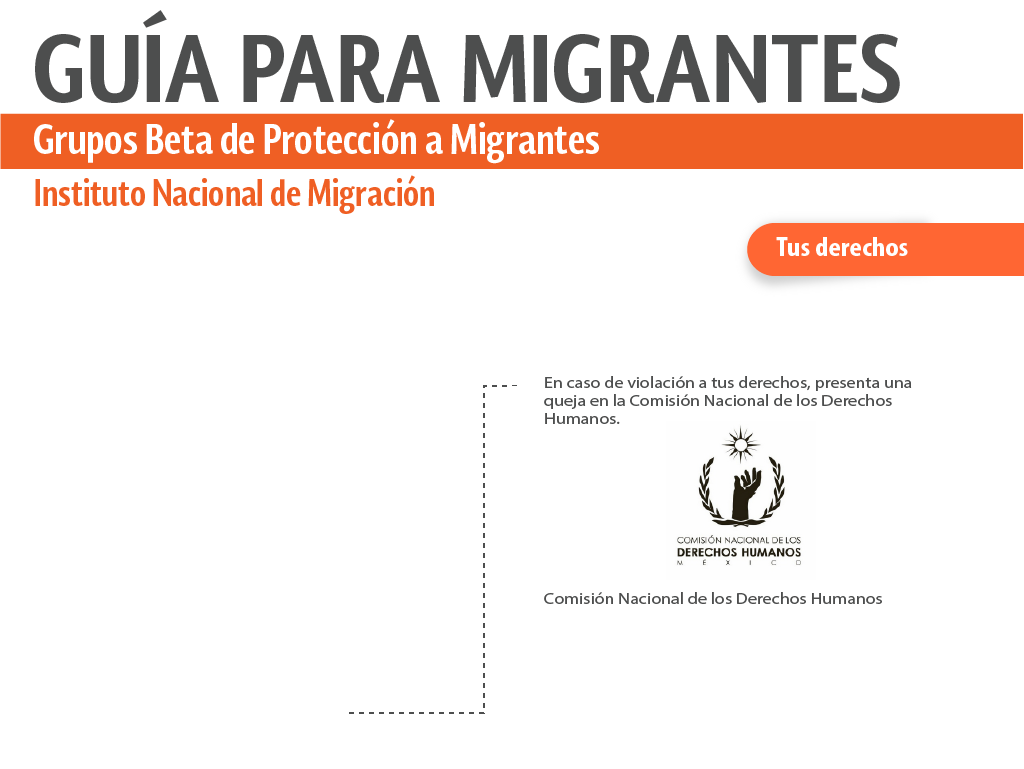 GUÍA PARA MIGRANTES
Grupos Beta de Protección a Migrantes
Instituto Nacional de Migración
Tus derechos
En caso de violación a tus derechos, presenta una
queja en la Comisión Nacional de los Derechos
Humanos.
COMISIÓN NACIONAL DE LOS
DERECHOS HUMANOS
M É X I C O
Comisión Nacional de los Derechos Humanos